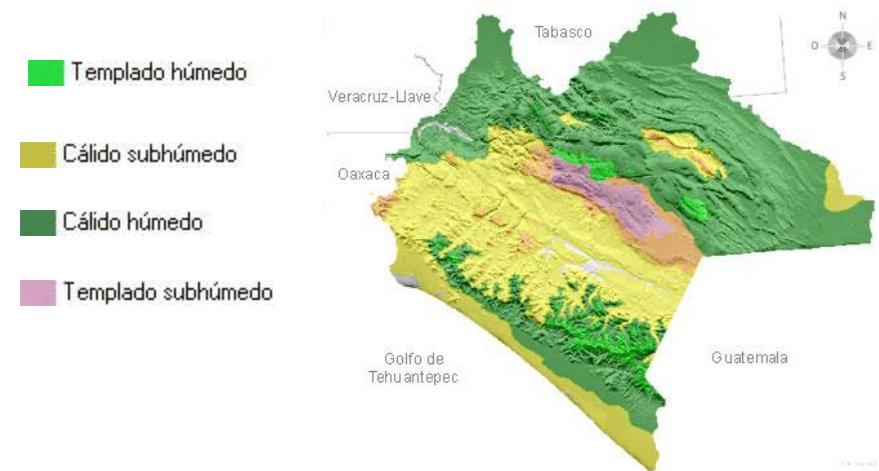 Templado húmedo
Cálido subhúmedo
Cálido húmedo
Templado subhúmedo
Tabasco
N
O
E
S
Veracruz-Llave
Oaxaca
Golfo de
Tehuantepec
Guatemala